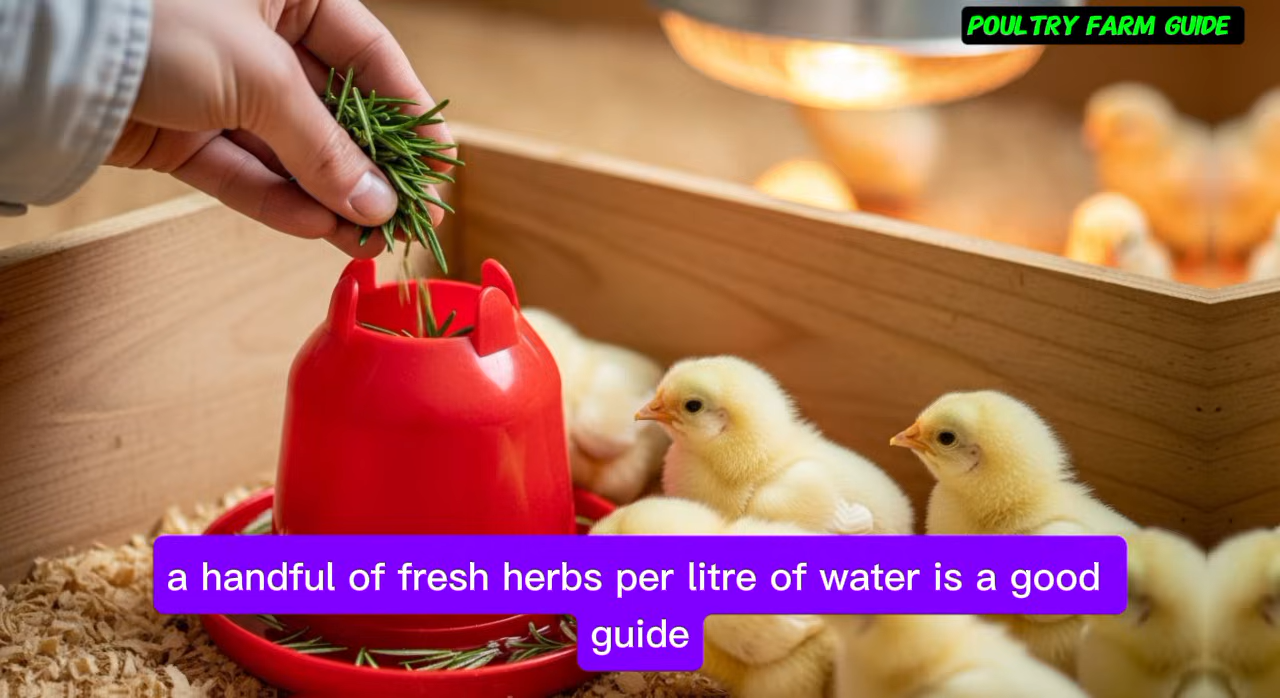 POULTRY FARM GUIDE
a handful of fresh herbs per litre of water is a good
guide